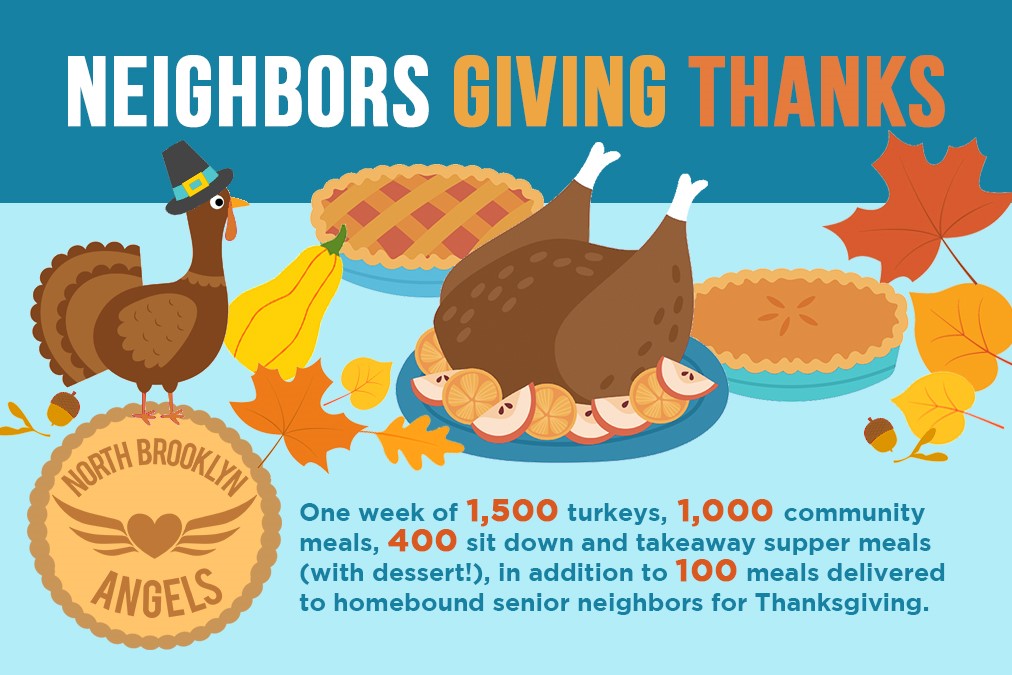 NEIGHBORS GIVING THANKS
NORTH BROOKLYN
ANGELS
One week of 1,500 turkeys, 1,000 community
meals, 400 sit down and takeaway supper meals
(with dessert!), in addition to 100 meals delivered
to homebound senior neighbors for Thanksgiving.